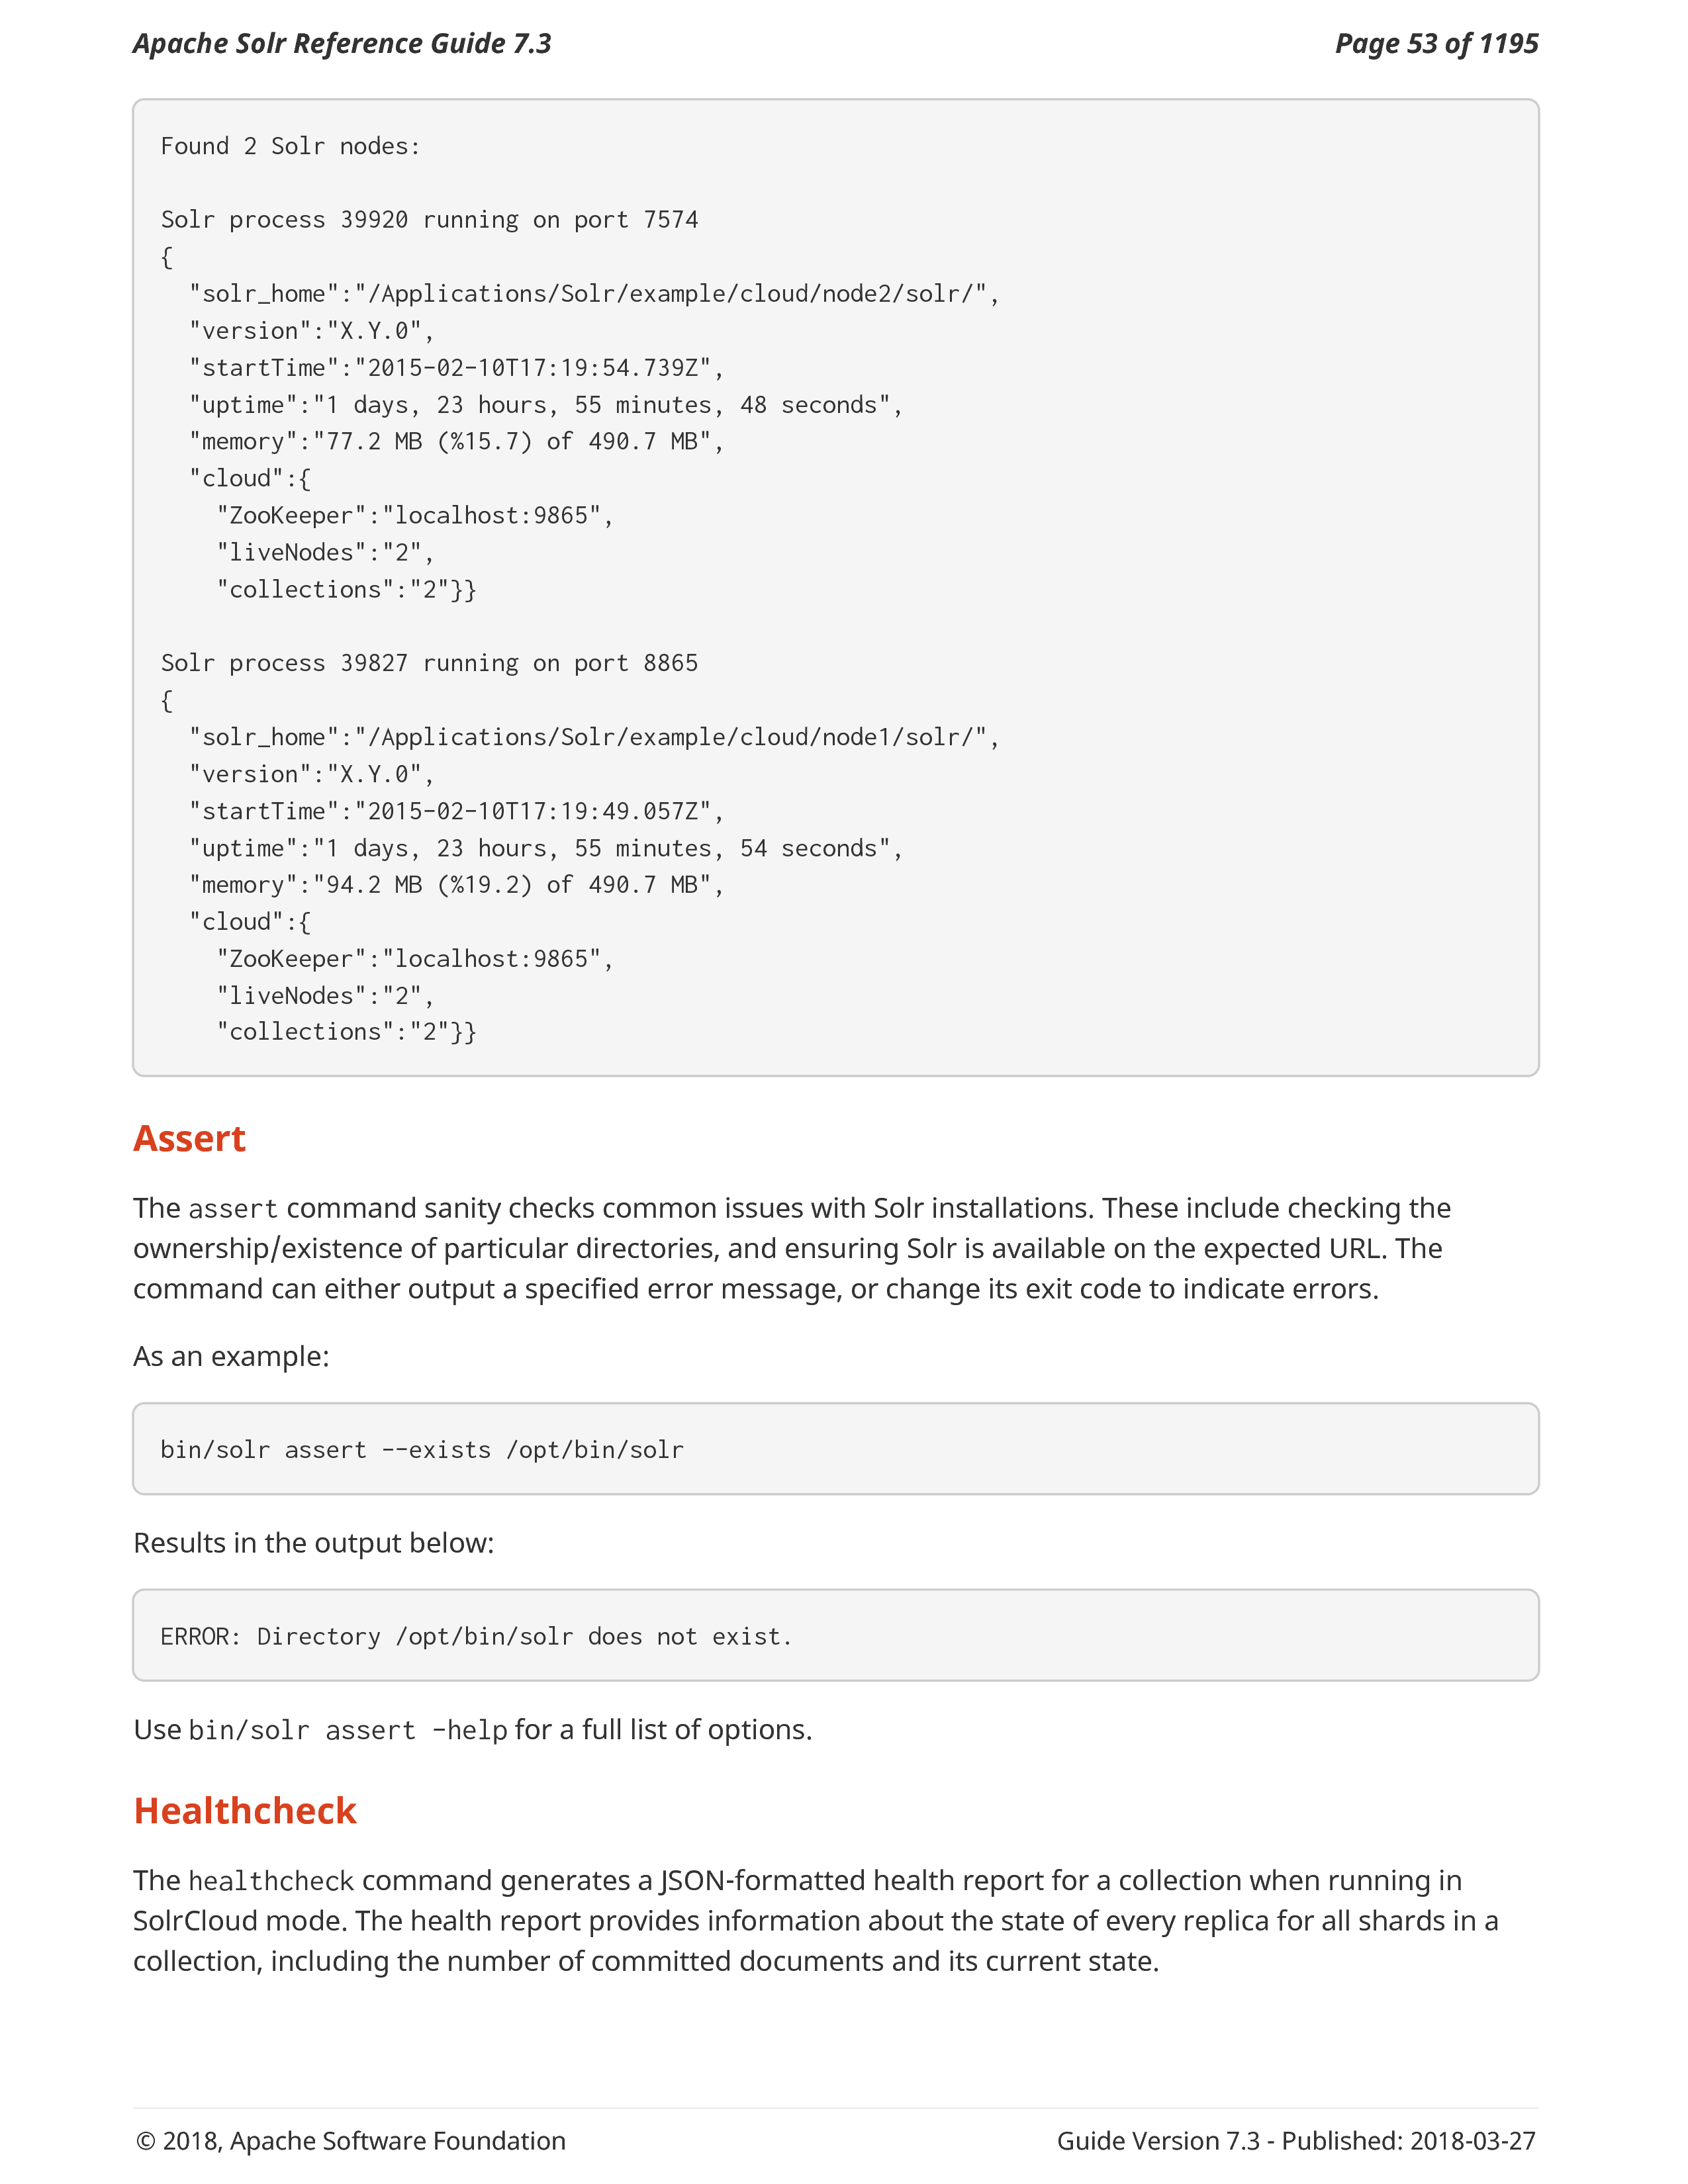 Apache Solr Reference Guide 7.3
Page 53 of 1195
Found 2 Solr nodes:
Solr process 39920 running on port 7574
{
"solr_home":"/Applications/Solr/example/cloud/node2/solr/",
"version":"X.Y.0",
"startTime":"2015-02-10T17:19:54.739Z",
"uptime":"1 days, 23 hours, 55 minutes, 48 seconds",
"memory":"77.2 MB (%15.7) of 490.7 MB",
"cloud":{
"ZooKeeper":"localhost:9865",
"liveNodes":"2",
"collections":"2"}}
Solr process 39827 running on port 8865
{
"solr_home":"/Applications/Solr/example/cloud/node1/solr/",
"version":"X.Y.0",
"startTime":"2015-02-10T17:19:49.057Z",
"uptime":"1 days, 23 hours, 55 minutes, 54 seconds",
"memory":"94.2 MB (%19.2) of 490.7 MB",
"cloud":{
"ZooKeeper":"localhost:9865",
"liveNodes":"2",
"collections":"2"}}
Assert
The assert command sanity checks common issues with Solr installations. These include checking the
ownership/existence of particular directories, and ensuring Solr is available on the expected URL. The
command can either output a specified error message, or change its exit code to indicate errors.
As an example:
bin/solr assert --exists /opt/bin/solr
Results in the output below:
ERROR: Directory /opt/bin/solr does not exist.
Use bin/solr assert -help for a full list of options.
Healthcheck
The healthcheck command generates a JSON-formatted health report for a collection when running in
SolrCloud mode. The health report provides information about the state of every replica for all shards in a
collection, including the number of committed documents and its current state.
© 2018, Apache Software Foundation
Guide Version 7.3 - Published: 2018-03-27